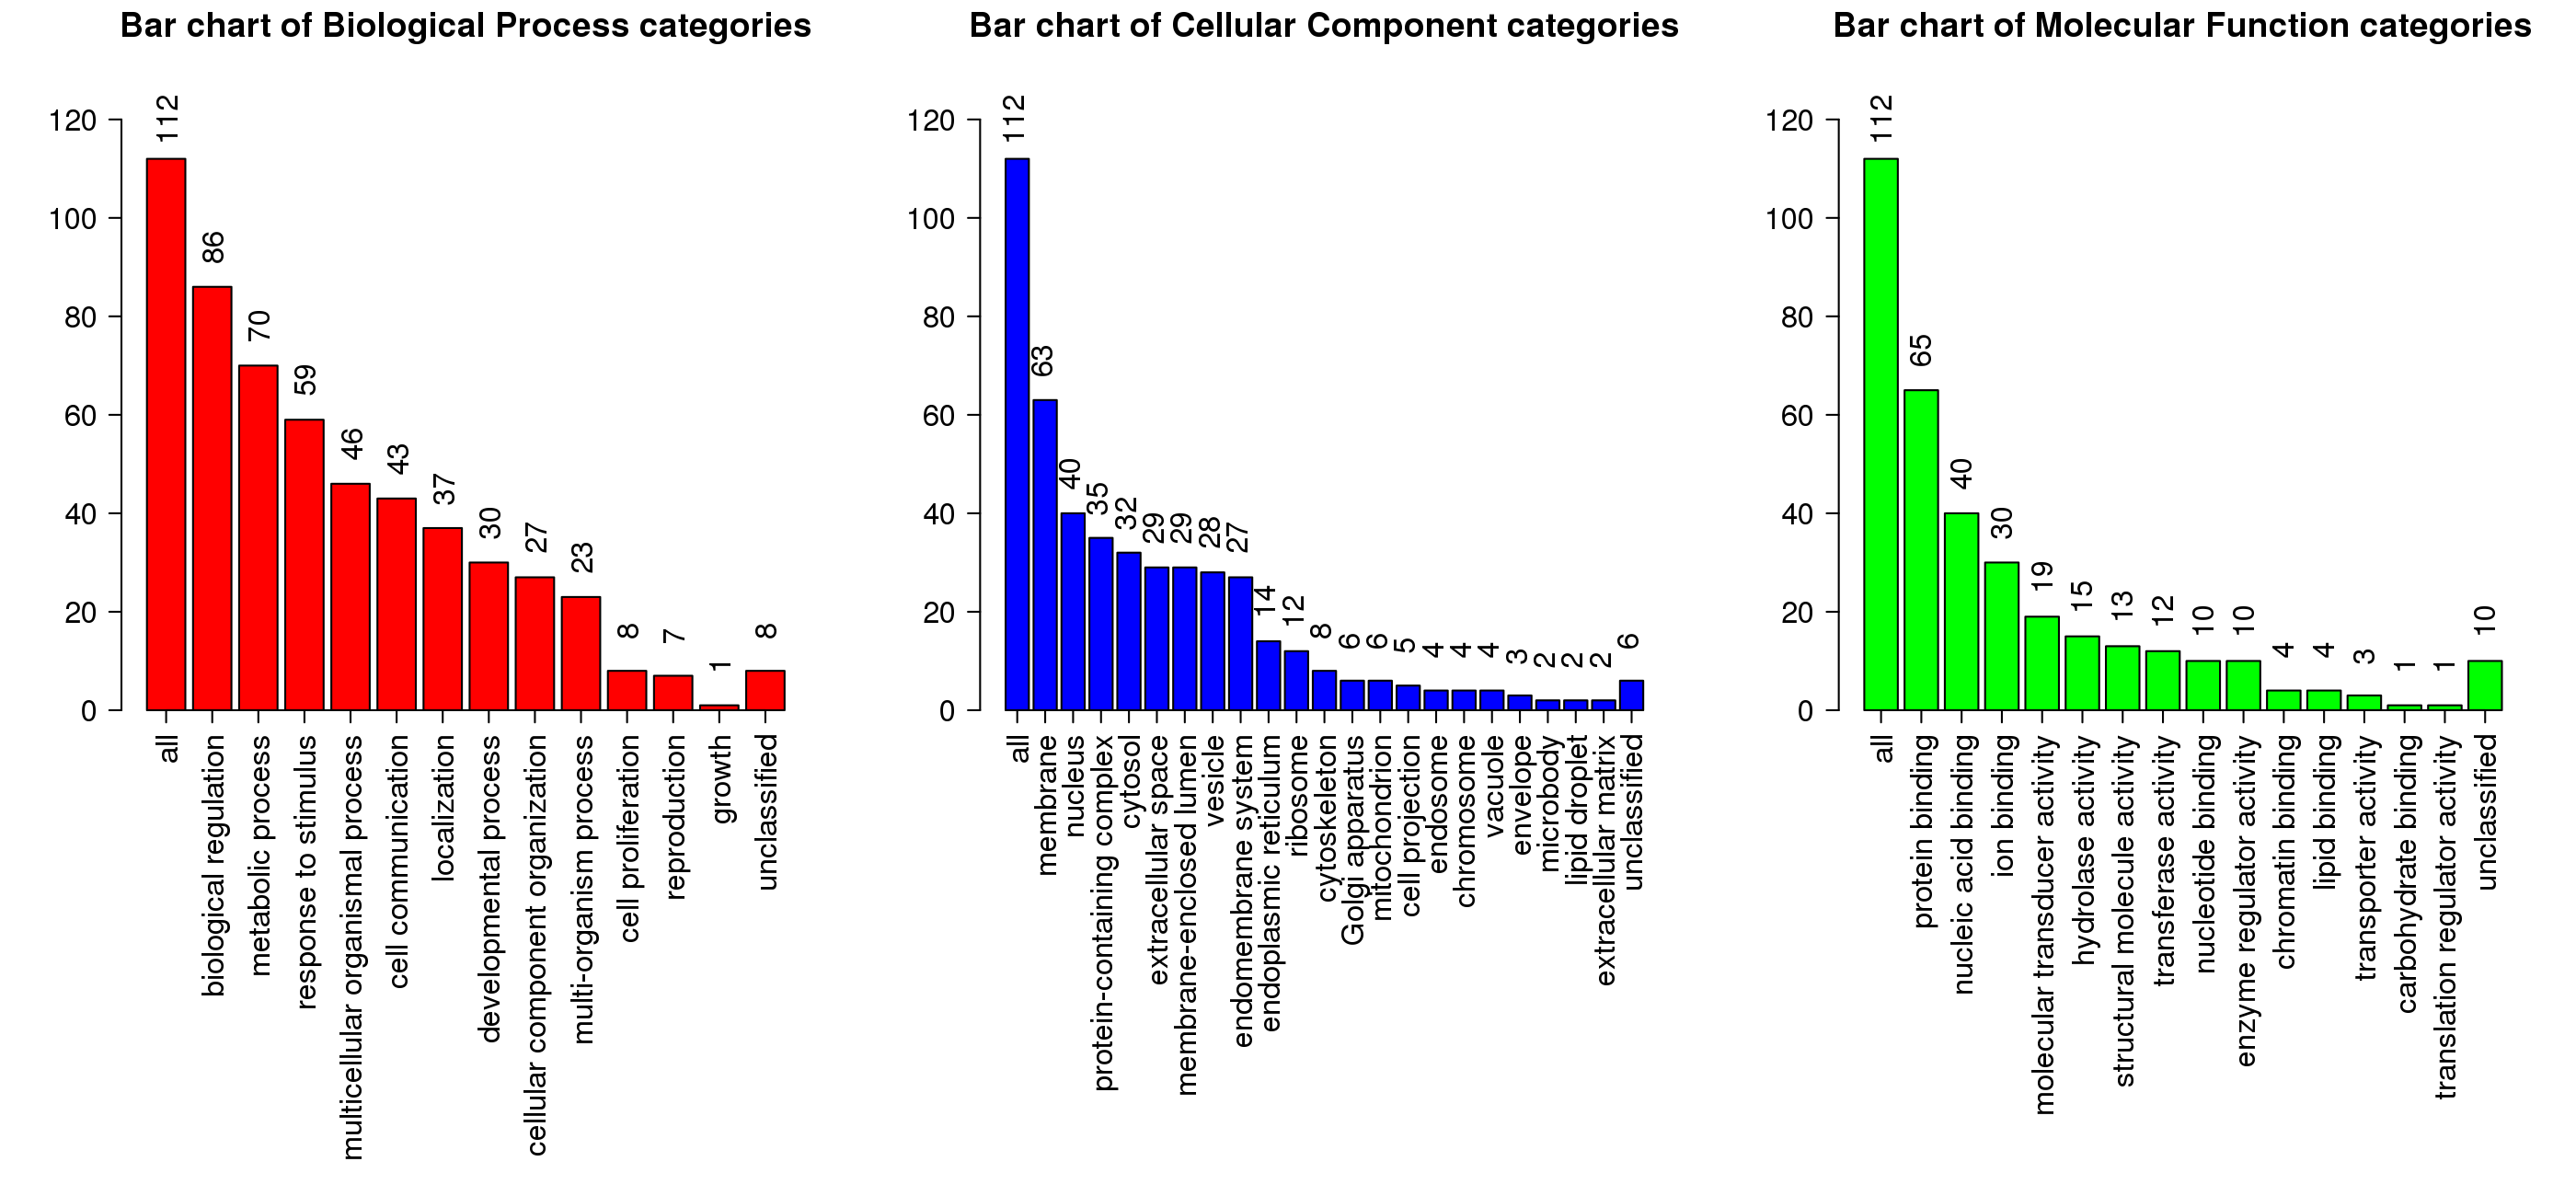 Bar chart of Biological Process categories
120
100
80
60
40
20
0
112
86
70
59
46
43
37
30
27
23
8
7
1
8
all
biological regulation
metabolic process
response to stimulus
multicellular organismal process
cell communication
localization
developmental process
cellular component organization
multi-organism process
cell proliferation
reproduction
growth
unclassified
Bar chart of Cellular Component categories
120
100
80
60
40
20
0
112
63
40
35
32
29
29
28
27
14
12
8
6
6
5
4
4
4
3
2
2
2
6
all
membrane
nucleus
protein-containing complex
cytosol
extracellular space
membrane-enclosed lumen
vesicle
endomembrane system
endoplasmic reticulum
ribosome
cytoskeleton
Golgi apparatus
mitochondrion
cell projection
endosome
chromosome
vacuole
envelope
microbody
lipid droplet
extracellular matrix
unclassified
Bar chart of Molecular Function categories
120
100
80
60
40
20
0
112
65
40
30
19
15
13
12
10
10
4
4
3
1
1
10
all
protein binding
nucleic acid binding
ion binding
molecular transducer activity
hydrolase activity
structural molecule activity
transferase activity
nucleotide binding
enzyme regulator activity
chromatin binding
lipid binding
transporter activity
carbohydrate binding
translation regulator activity
unclassified